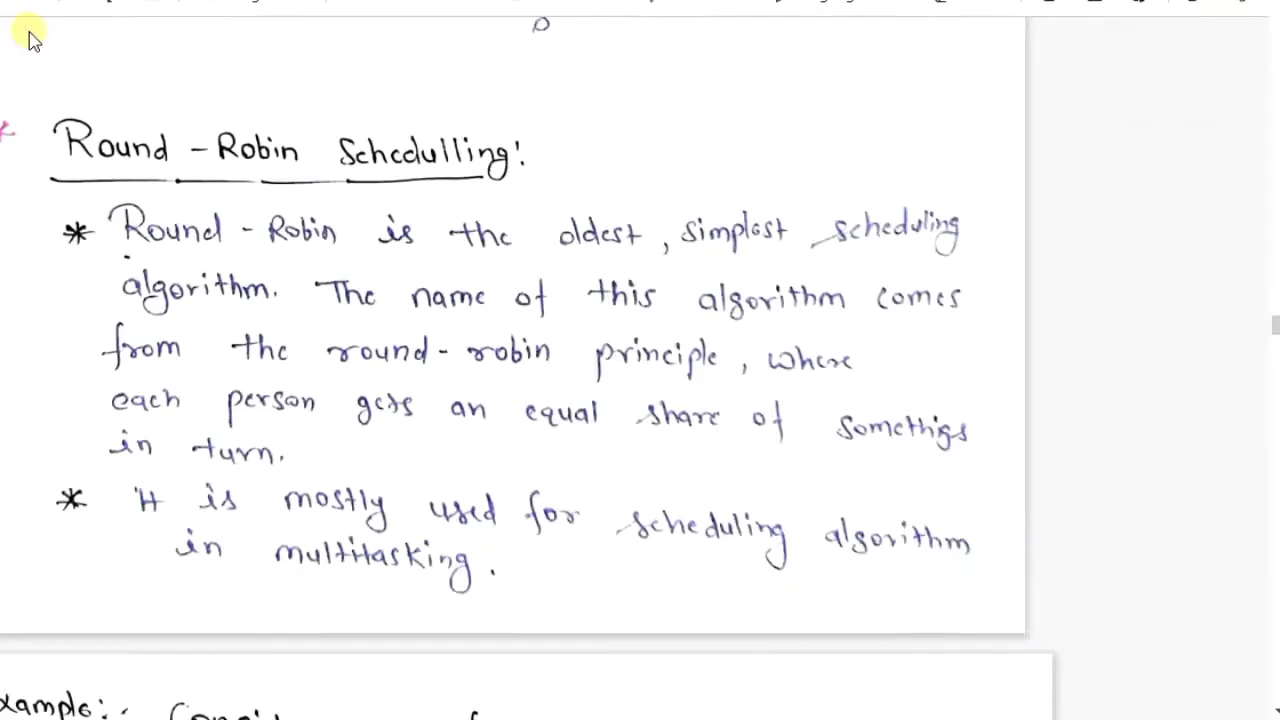 Round - Robin Schedulling:
* Round - Robin is the oldest, simplest scheduling
algorithm. The name of this algorithm comes
from the round - robin principle, where
each person gets an equal share of somethigs
in turn.
* It is mostly used for scheduling algorithm
in multitasking.
xample:-